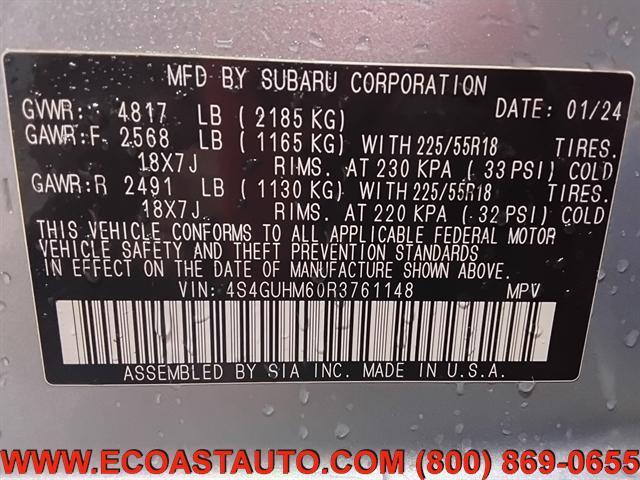 MFD BY SUBARU CORPORATION
GVWR: 4817 LB (2185 KG) DATE: 01/24
GAWR:F 2568 LB (1165 KG) WITH 225/55R18 TIRES.
18X7J RIMS. AT 230 KPA (33 PSI) COLD
GAWR:R 2491 LB (1130 KG) WITH 225/55R18 TIRES.
18X7J RIMS. AT 220 KPA (32 PSI) COLD
THIS VEHICLE CONFORMS TO ALL APPLICABLE FEDERAL MOTOR
VEHICLE SAFETY AND THEFT PREVENTION STANDARDS
IN EFFECT ON THE DATE OF MANUFACTURE SHOWN ABOVE.
VIN: 4S4GUHM60R3761148 MPV
ASSEMBLED BY SIA INC. MADE IN U.S.A.
WWW.ECOASTAUTO.COM (800) 869-0655